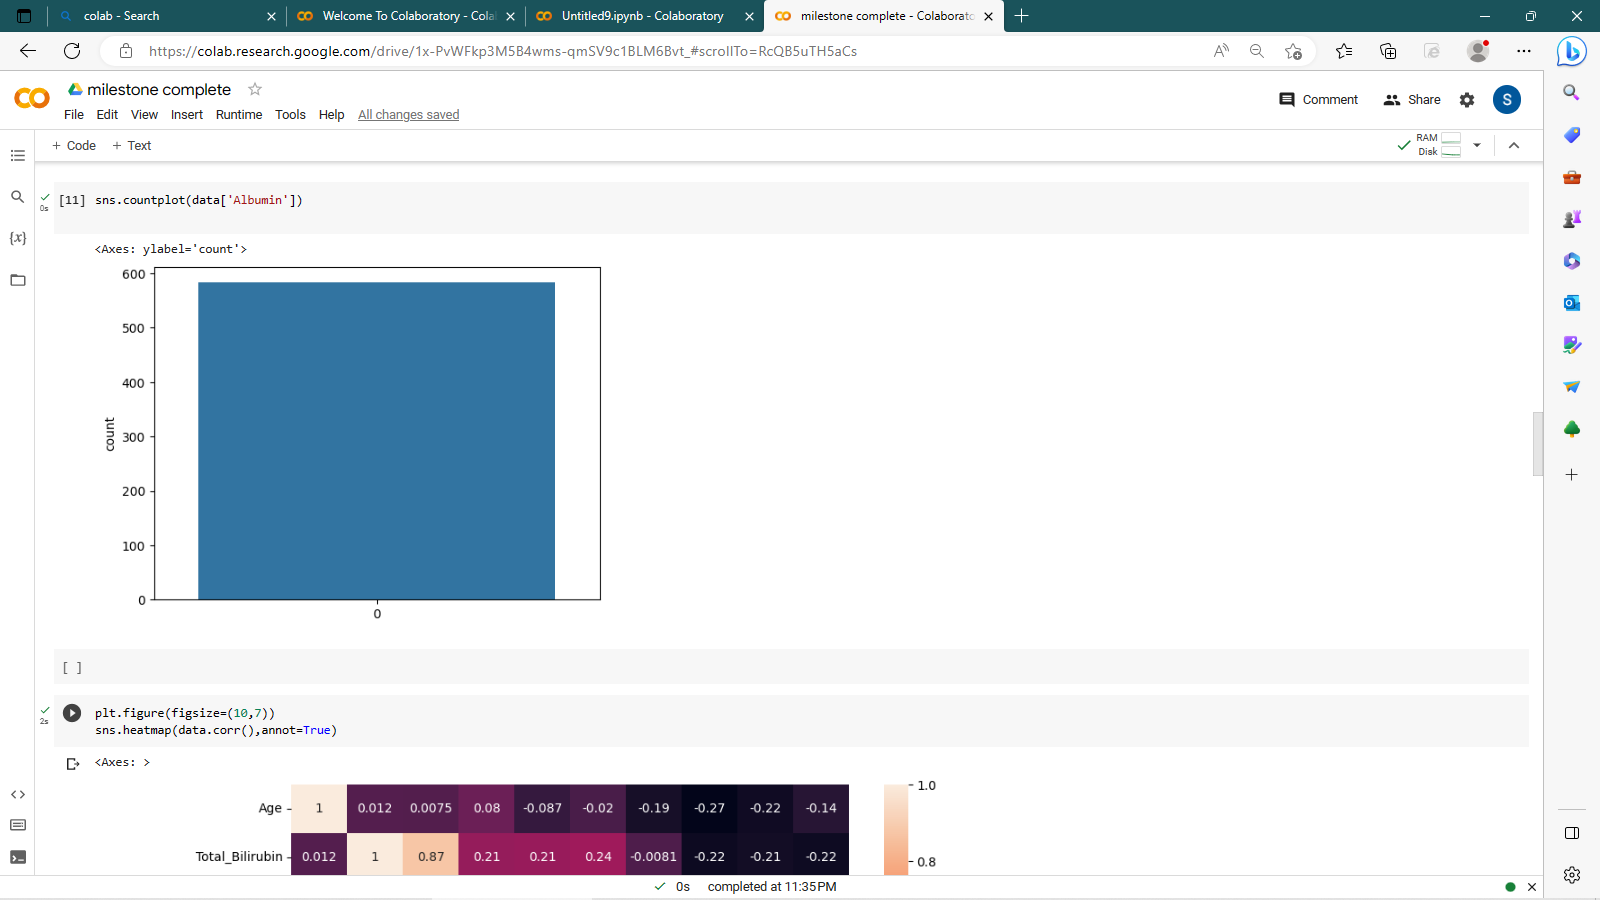 colab - Search
Welcome To Colaboratory - Cola
Untitled9.ipynb - Colaboratory
milestone complete - Colaborato
https://colab.research.google.com/drive/1x-PvWFkp3M5B4wms-qmSV9c1BLM6Bvt_#scrollTo=RcQB5uTH5aCs
milestone complete
Comment
Share
S
File Edit View Insert Runtime Tools Help All changes saved
+ Code + Text
RAM
Disk
{x}
0s
[11] sns.countplot(data['Albumin'])
<Axes: ylabel='count'>
600
500
400
300
200
100
0
count
0
[ ]
2s
plt.figure(figsize=(10,7))
sns.heatmap(data.corr(),annot=True)
<Axes: >
Age 1 0.012 0.0075 0.08 -0.087 -0.02 -0.19 -0.27 -0.22 -0.14
1.0
Total_Bilirubin 0.012 1 0.87 0.21 0.21 0.24 -0.0081 -0.22 -0.21 -0.22
0.8
0s completed at 11:35 PM